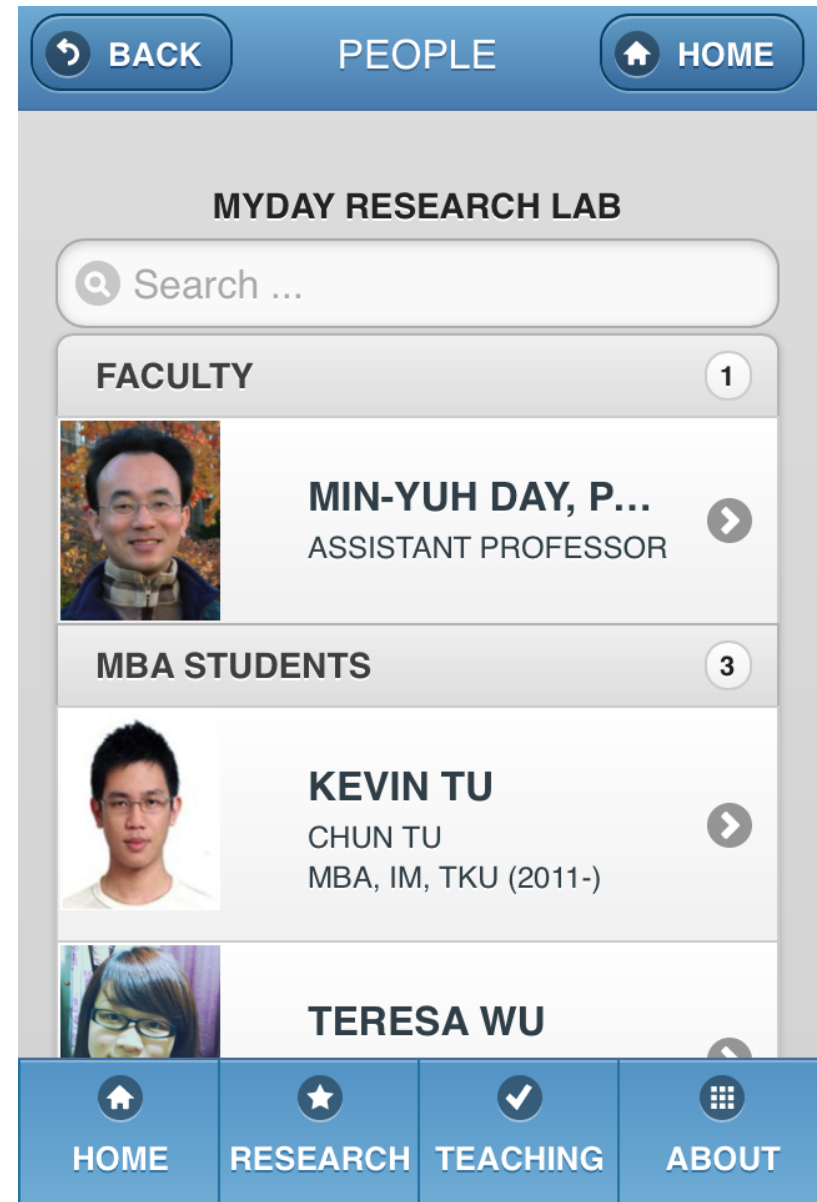 BACK
PEOPLE
HOME
MYDAY RESEARCH LAB
Search ...
FACULTY 1
MIN-YUH DAY, P...
ASSISTANT PROFESSOR
MBA STUDENTS 3
KEVIN TU
CHUN TU
MBA, IM, TKU (2011-)
TERESA WU
HOME
RESEARCH
TEACHING
ABOUT